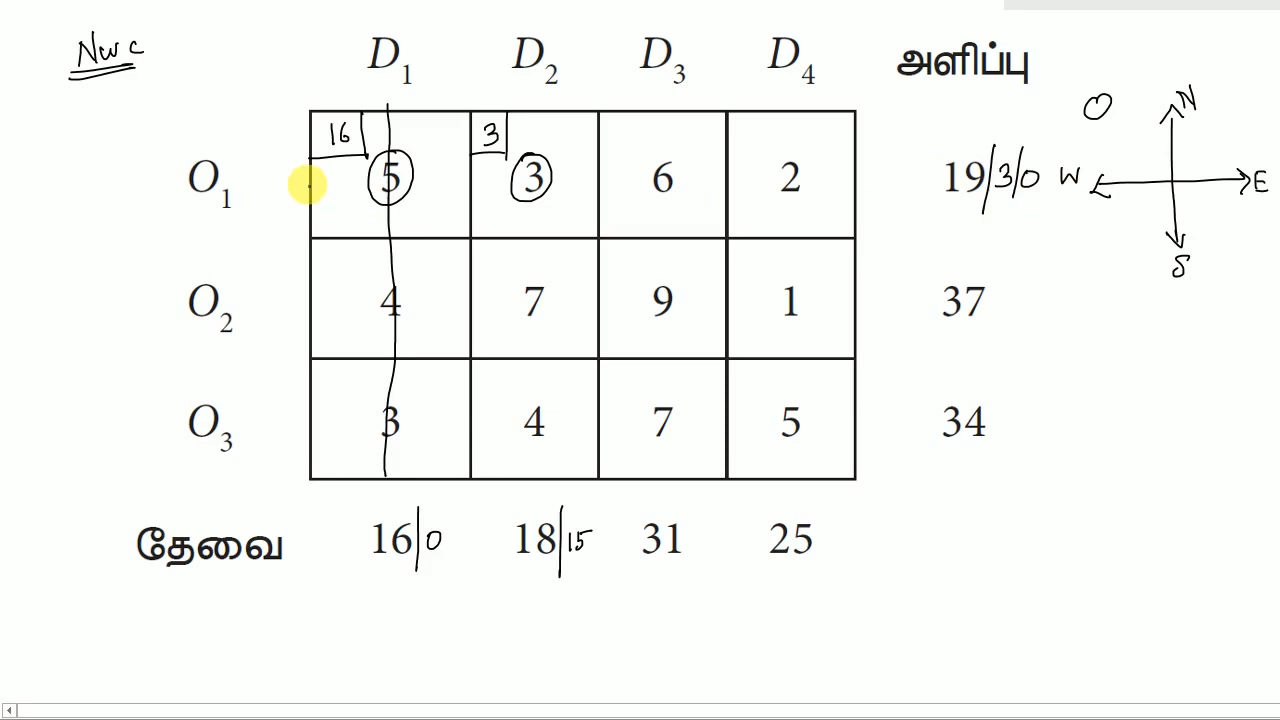 Nwc D₁ D₂ D₃ D₄ அளிப்பு
O N
16 3
O₁ 5 3 6 2 19/3/0 W E
S
O₂ 4 7 9 1 37
O₃ 3 4 7 5 34
தேவை 16|0 18|15 31 25